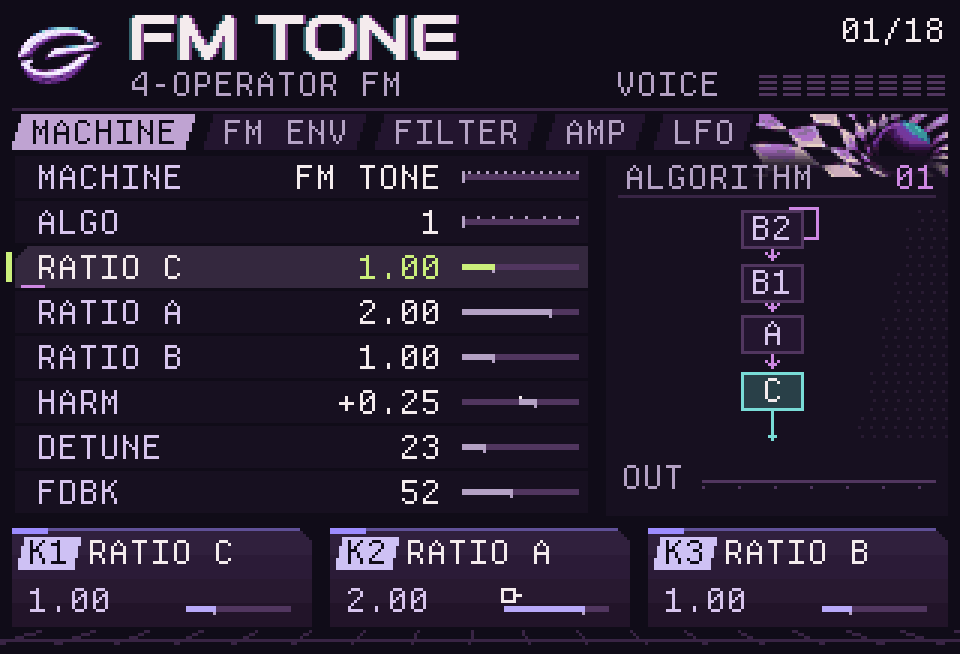 FM TONE
01/18
4-OPERATOR FM
VOICE
MACHINE FM ENV FILTER AMP LFO
MACHINE FM TONE
ALGO 1
RATIO C 1.00
RATIO A 2.00
RATIO B 1.00
HARM +0.25
DETUNE 23
FDBK 52
ALGORITHM 01
B2
B1
A
C
OUT
K1 RATIO C
1.00
K2 RATIO A
2.00
K3 RATIO B
1.00